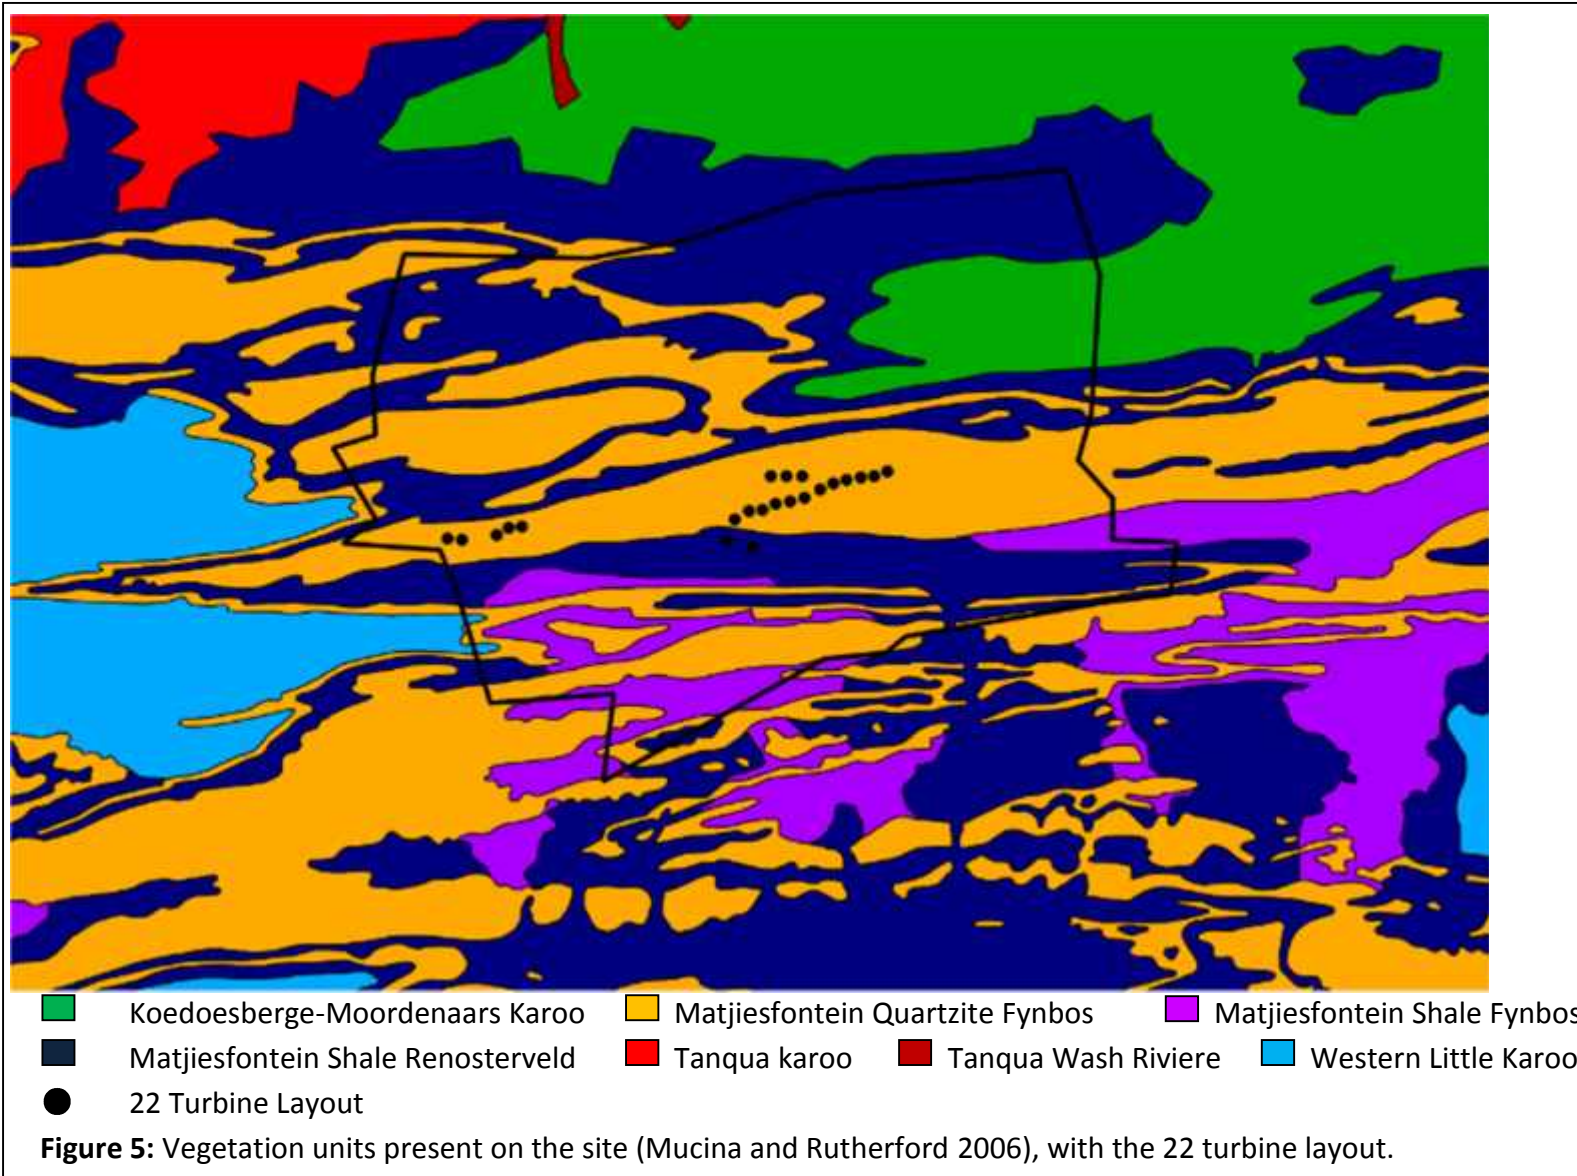 Koedoesberge-Moordenaars Karoo Matjiesfontein Quartzite Fynbos Matjiesfontein Shale Fynbos
Matjiesfontein Shale Renosterveld Tanqua karoo Tanqua Wash Riviere Western Little Karoo
22 Turbine Layout
Figure 5: Vegetation units present on the site (Mucina and Rutherford 2006), with the 22 turbine layout.